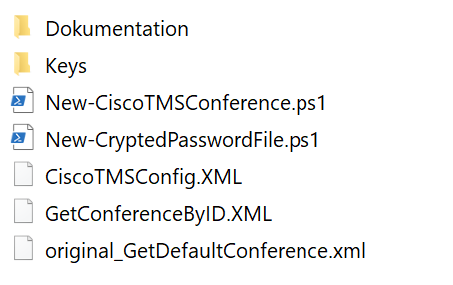 Dokumentation
Keys
New-CiscoTMSConference.ps1
New-CryptedPasswordFile.ps1
CiscoTMSConfig.XML
GetConferenceByID.XML
original_GetDefaultConference.xml